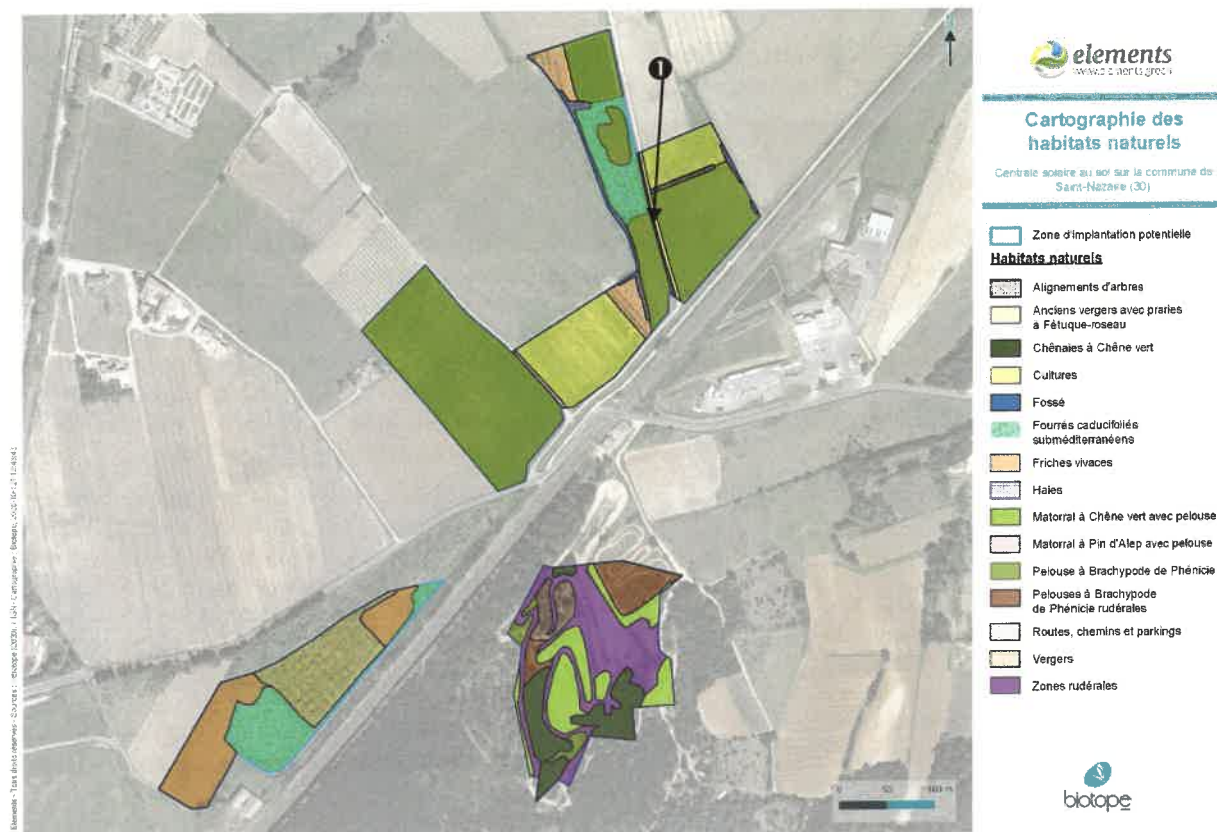 1
elements
Cartographie des
habitats naturels
Centrale solaire au sol sur la commune de
Saint-Nazaire (30)
Zone d'implantation potentielle
Habitats naturels
Alignements d'arbres
Anciens vergers avec praries
à Fétuque-roseau
Chênaies à Chêne vert
Cultures
Fossé
Fourrés caducifoliés
subméditerranéens
Friches vivaces
Haies
Matorral à Chêne vert avec pelouse
Matorral à Pin d'Alep avec pelouse
Pelouse à Brachypode de Phénicie
Pelouses à Brachypode
de Phénicie rudérales
Routes, chemins et parkings
Vergers
Zones rudérales
biotope